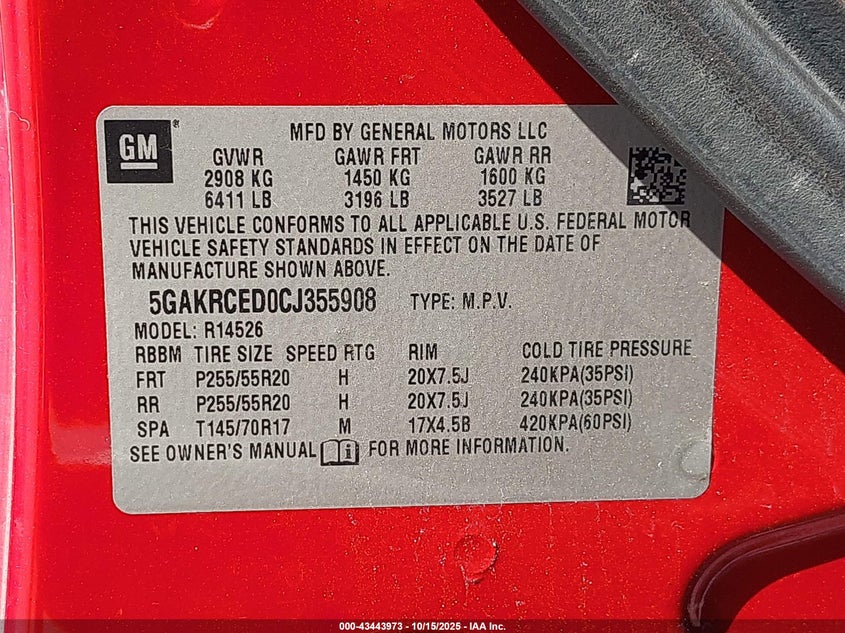 GM
MFD BY GENERAL MOTORS LLC
GVWR GAWR FRT GAWR RR
2908 KG 1450 KG 1600 KG
6411 LB 3196 LB 3527 LB
THIS VEHICLE CONFORMS TO ALL APPLICABLE U.S. FEDERAL MOTOR
VEHICLE SAFETY STANDARDS IN EFFECT ON THE DATE OF
MANUFACTURE SHOWN ABOVE.
5GAKRCED0CJ355908 TYPE: M.P.V.
MODEL: R14526
RBBM TIRE SIZE SPEED RTG RIM COLD TIRE PRESSURE
FRT P255/55R20 H 20X7.5J 240KPA(35PSI)
RR P255/55R20 H 20X7.5J 240KPA(35PSI)
SPA T145/70R17 M 17X4.5B 420KPA(60PSI)
SEE OWNER'S MANUAL i FOR MORE INFORMATION.
000-43443973 - 10/15/2025 - IAA Inc.